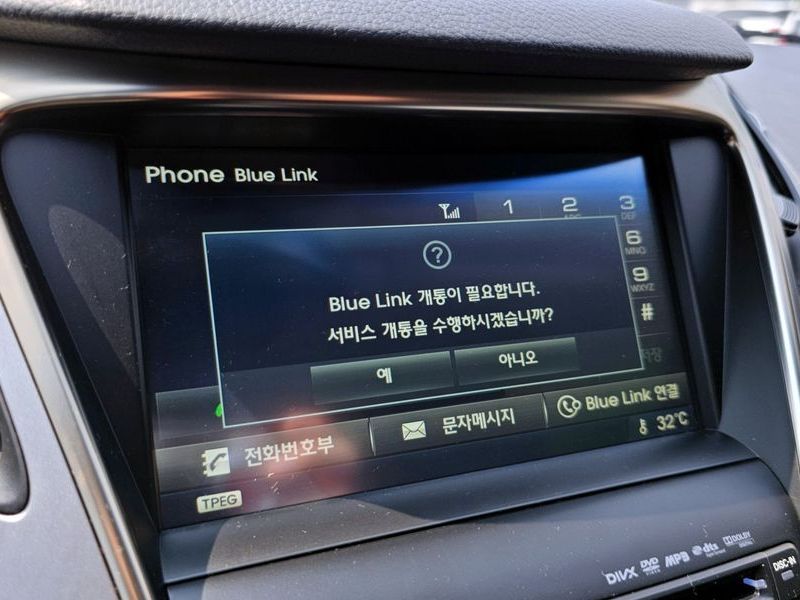 Phone Blue Link
1
2
3
DEF
6
MNO
9
WXYZ
#
Blue Link 개통이 필요합니다.
서비스 개통을 수행하시겠습니까?
예
아니오
전화번호부
문자메시지
Blue Link 연결
32°C
TPEG
DIVX DVD MP3 dts DOLBY DISC-IN